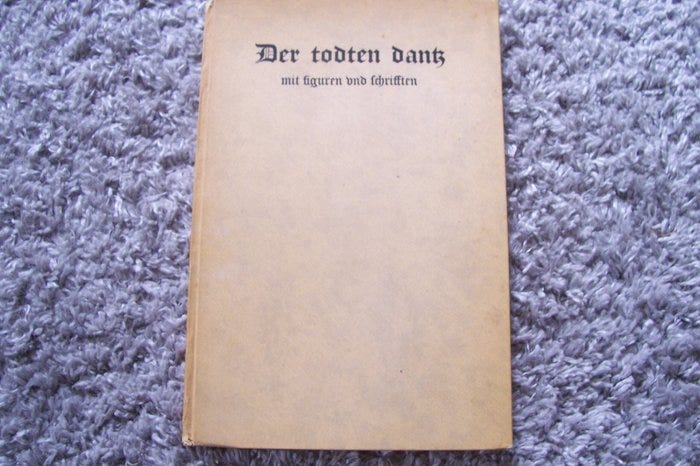 Der todten dantz
mit figuren vnd schrifften